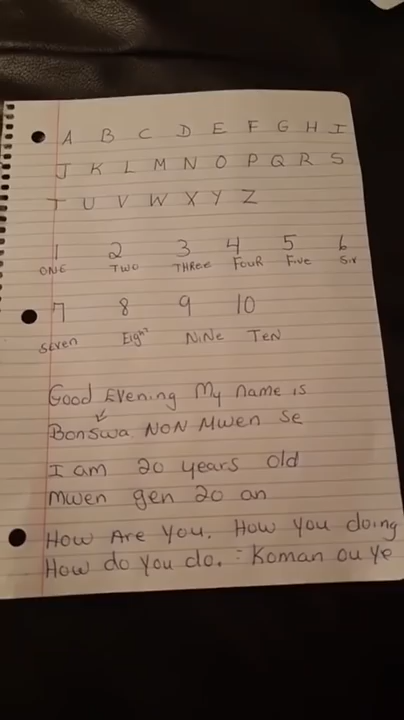 A B C D E F G H I
J K L M N O P Q R S
T U V W X Y Z
1 2 3 4 5 6
ONE TWO THRee FOUR Five Six
7 8 9 10
Seven Eight NiNe TeN
Good Evening My name is
Bonswa NON Mwen Se
I am 20 years old
Mwen gen 20 an
How Are You. How you doing
How do you do. : Koman ou ye